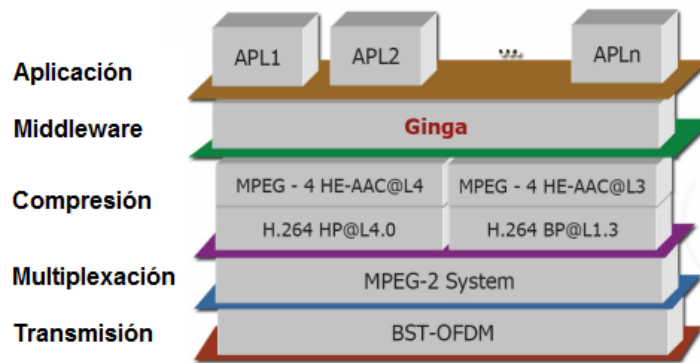 Aplicación APL1 APL2 ... APLn
Middleware Ginga
Compresión
MPEG - 4 HE-AAC@L4 MPEG - 4 HE-AAC@L3
H.264 HP@L4.0 H.264 BP@L1.3
Multiplexación MPEG-2 System
Transmisión BST-OFDM